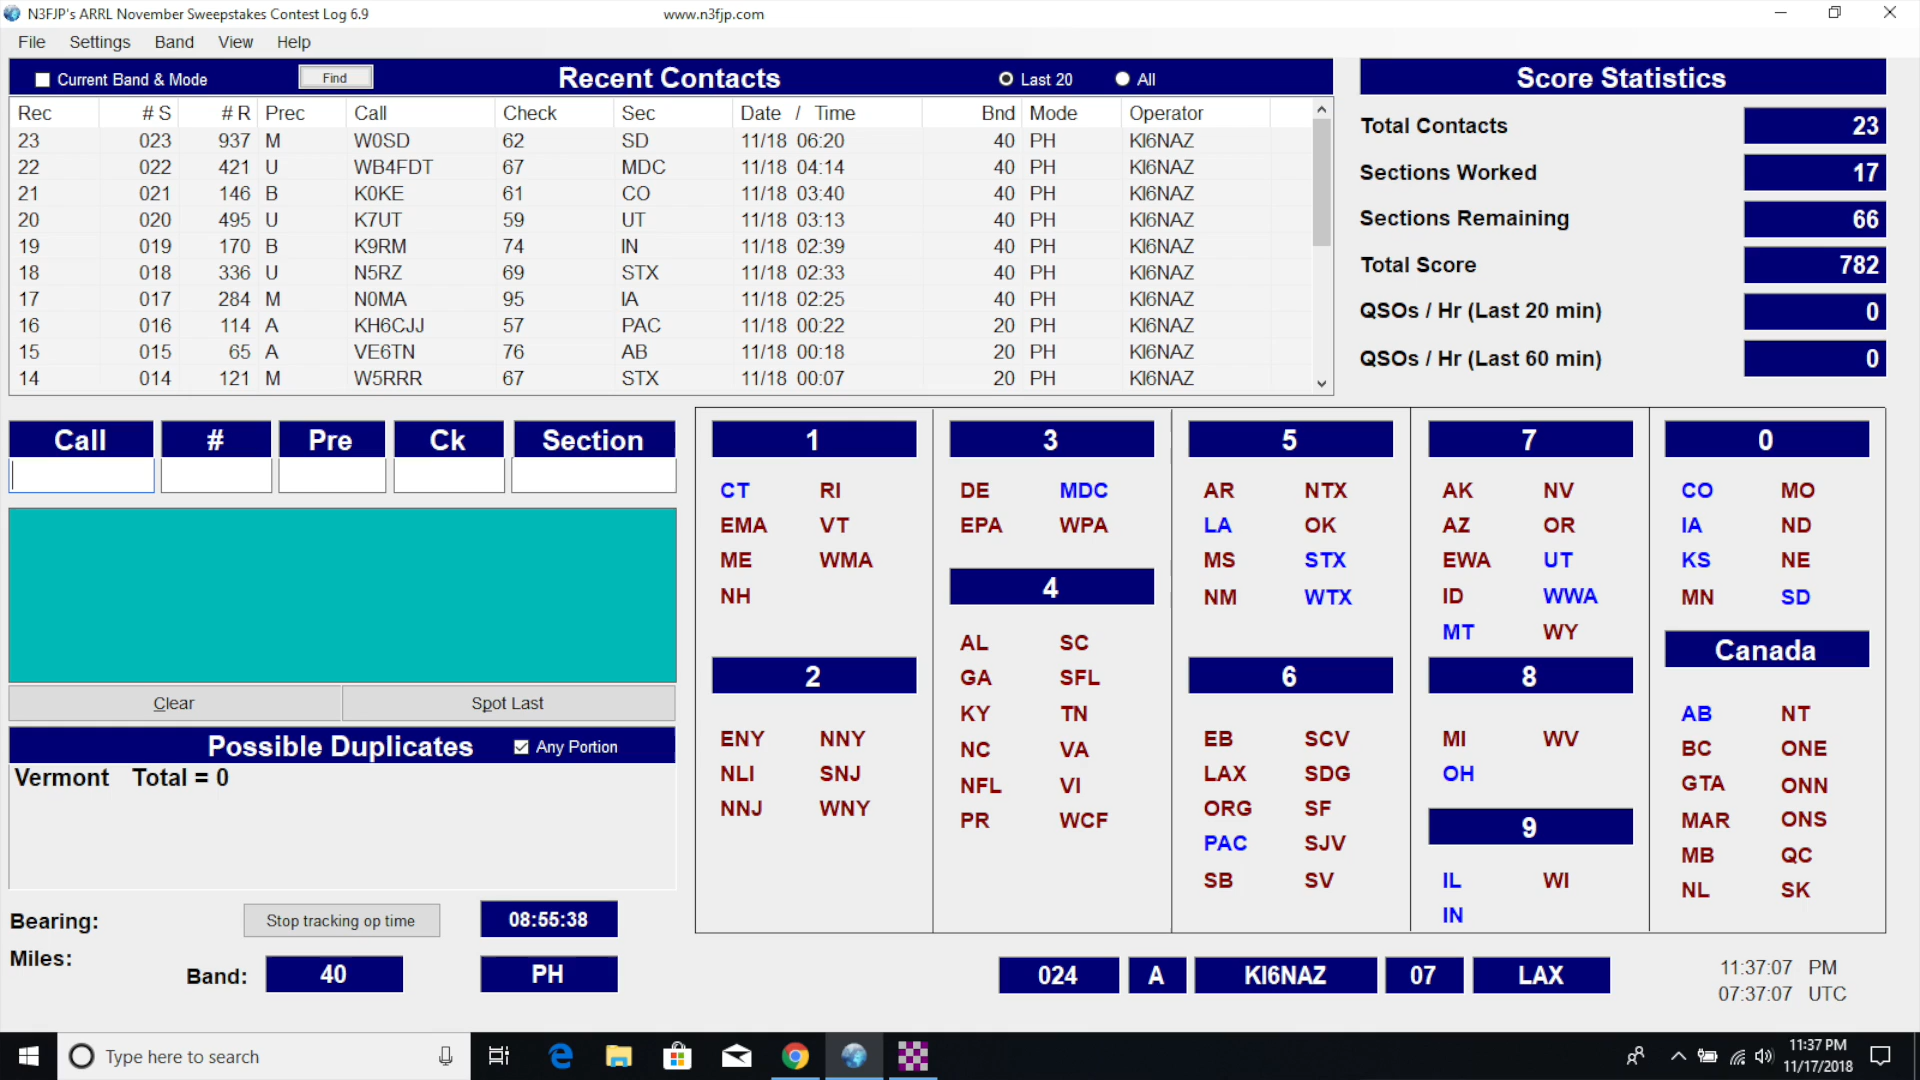 N3FJP's ARRL November Sweepstakes Contest Log 6.9 www.n3fjp.com
File Settings Band View Help
Current Band & Mode Find Recent Contacts Last 20 All
Rec # S # R Prec Call Check Sec Date / Time Bnd Mode Operator
23 023 937 M W0SD 62 SD 11/18 06:20 40 PH KI6NAZ
22 022 421 U WB4FDT 67 MDC 11/18 04:14 40 PH KI6NAZ
21 021 146 B K0KE 61 CO 11/18 03:40 40 PH KI6NAZ
20 020 495 U K7UT 59 UT 11/18 03:13 40 PH KI6NAZ
19 019 170 B K9RM 74 IN 11/18 02:39 40 PH KI6NAZ
18 018 336 U N5RZ 69 STX 11/18 02:33 40 PH KI6NAZ
17 017 284 M N0MA 95 IA 11/18 02:25 40 PH KI6NAZ
16 016 114 A KH6CJJ 57 PAC 11/18 00:22 20 PH KI6NAZ
15 015 65 A VE6TN 76 AB 11/18 00:18 20 PH KI6NAZ
14 014 121 M W5RRR 67 STX 11/18 00:07 20 PH KI6NAZ
Score Statistics
Total Contacts 23
Sections Worked 17
Sections Remaining 66
Total Score 782
QSOs / Hr (Last 20 min) 0
QSOs / Hr (Last 60 min) 0
Call # Pre Ck Section
Clear Spot Last
Possible Duplicates Any Portion
Vermont Total = 0
Bearing: Stop tracking op time 08:55:38
Miles:
Band: 40 PH
1
CT RI
EMA VT
ME WMA
NH
2
ENY NNY
NLI SNJ
NNJ WNY
3
DE MDC
EPA WPA
4
AL SC
GA SFL
KY TN
NC VA
NFL VI
PR WCF
5
AR NTX
LA OK
MS STX
NM WTX
6
EB SCV
LAX SDG
ORG SF
PAC SJV
SB SV
7
AK NV
AZ OR
EWA UT
ID WWA
MT WY
8
MI WV
OH
9
IL WI
IN
0
CO MO
IA ND
KS NE
MN SD
Canada
AB NT
BC ONE
GTA ONN
MAR ONS
MB QC
NL SK
024 A KI6NAZ 07 LAX
11:37:07 PM
07:37:07 UTC
Type here to search
11:37 PM
11/17/2018